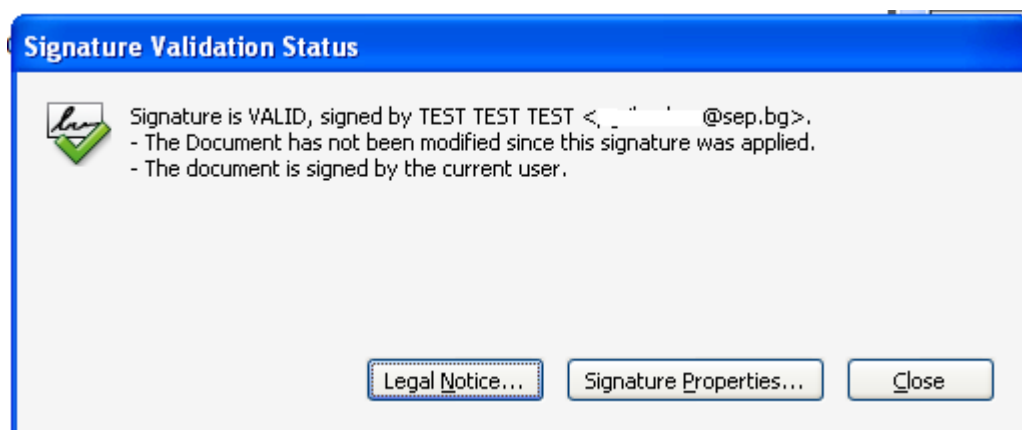 Signature Validation Status
Signature is VALID, signed by TEST TEST TEST < @sep.bg>.
- The Document has not been modified since this signature was applied.
- The document is signed by the current user.
Legal Notice... Signature Properties... Close